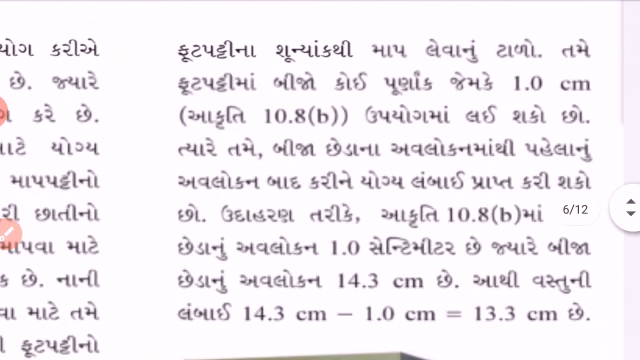 યોગ કરીએ
છે. જ્યારે
કરે છે.
માટે યોગ્ય
માપપટ્ટીનો
છાતીનો
માપવા માટે
છે. નાની
માટે તમે
ફૂટપટ્ટીનો
ફૂટપટ્ટીના શૂન્યાંકથી માપ લેવાનું ટાળો. તમે
ફૂટપટ્ટીમાં બીજો કોઈ પૂર્ણાંક જેમકે 1.0 cm
(આકૃતિ 10.8(b)) ઉપયોગમાં લઈ શકો છો.
ત્યારે તમે, બીજા છેડાના અવલોકનમાંથી પહેલાનું
અવલોકન બાદ કરીને યોગ્ય લંબાઈ પ્રાપ્ત કરી શકો
છો. ઉદાહરણ તરીકે, આકૃતિ 10.8(b)માં
છેડાનું અવલોકન 1.0 સેન્ટિમીટર છે જ્યારે બીજા
છેડાનું અવલોકન 14.3 cm છે. આથી વસ્તુની
લંબાઈ 14.3 cm − 1.0 cm = 13.3 cm છે.
6/12